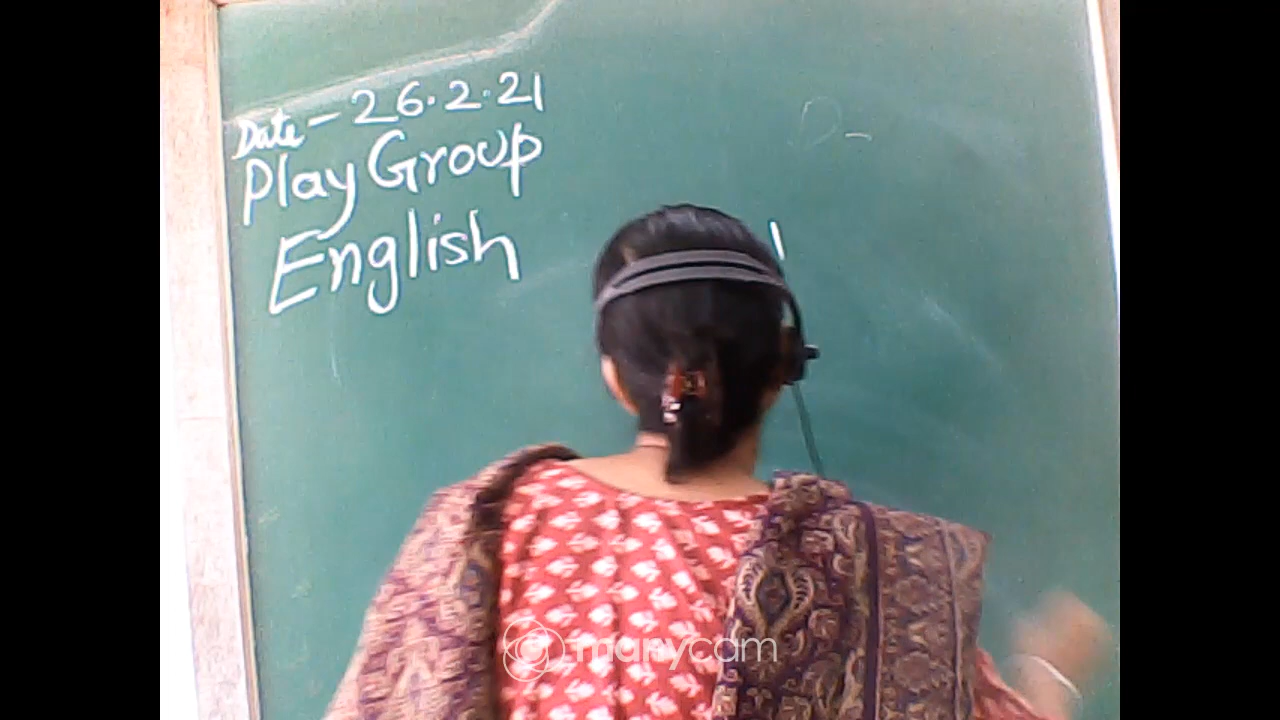 Date - 26.2.21
Play Group
English
D-
manycam